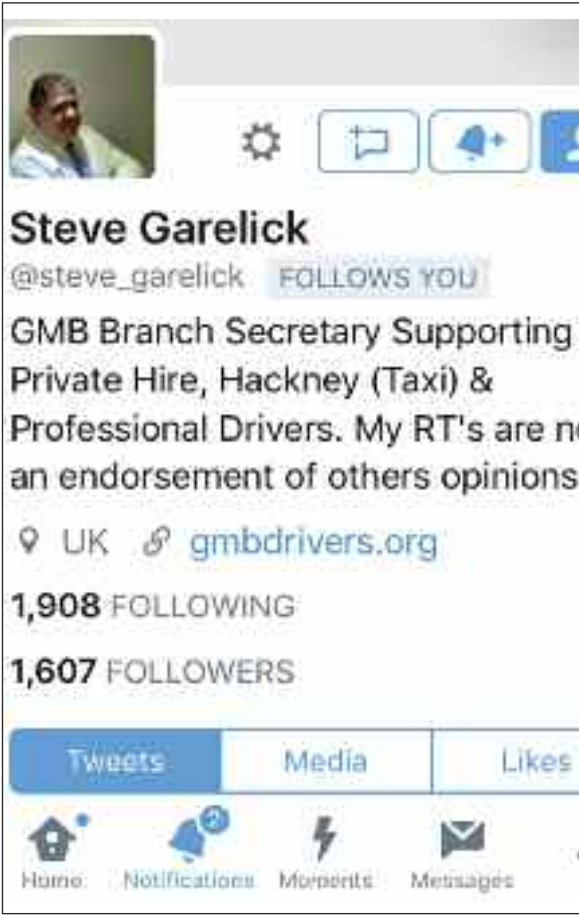 Steve Garelick
@steve_garelick FOLLOWS YOU
GMB Branch Secretary Supporting
Private Hire, Hackney (Taxi) &
Professional Drivers. My RT's are no
an endorsement of others opinions
UK gmbdrivers.org
1,908 FOLLOWING
1,607 FOLLOWERS
Tweets Media Likes
2
Home Notifications Moments Messages